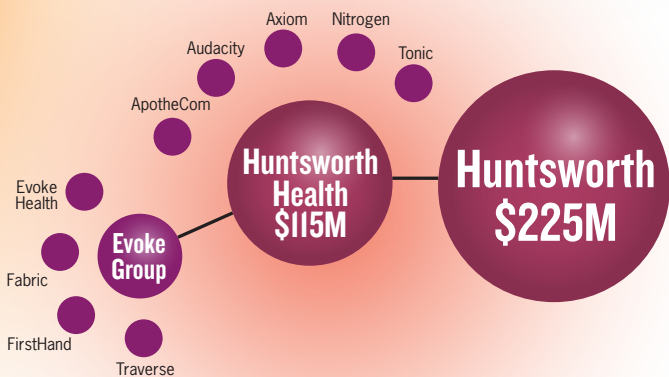 Axiom
Nitrogen
Audacity
Tonic
ApotheCom
Huntsworth
Health
$115M
Huntsworth
$225M
Evoke
Health
Evoke
Group
Fabric
FirstHand
Traverse